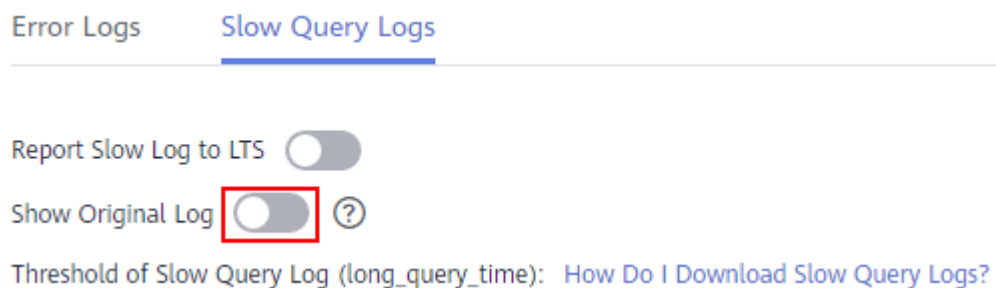 Error Logs Slow Query Logs
Report Slow Log to LTS
Show Original Log ?
Threshold of Slow Query Log (long_query_time): How Do I Download Slow Query Logs?